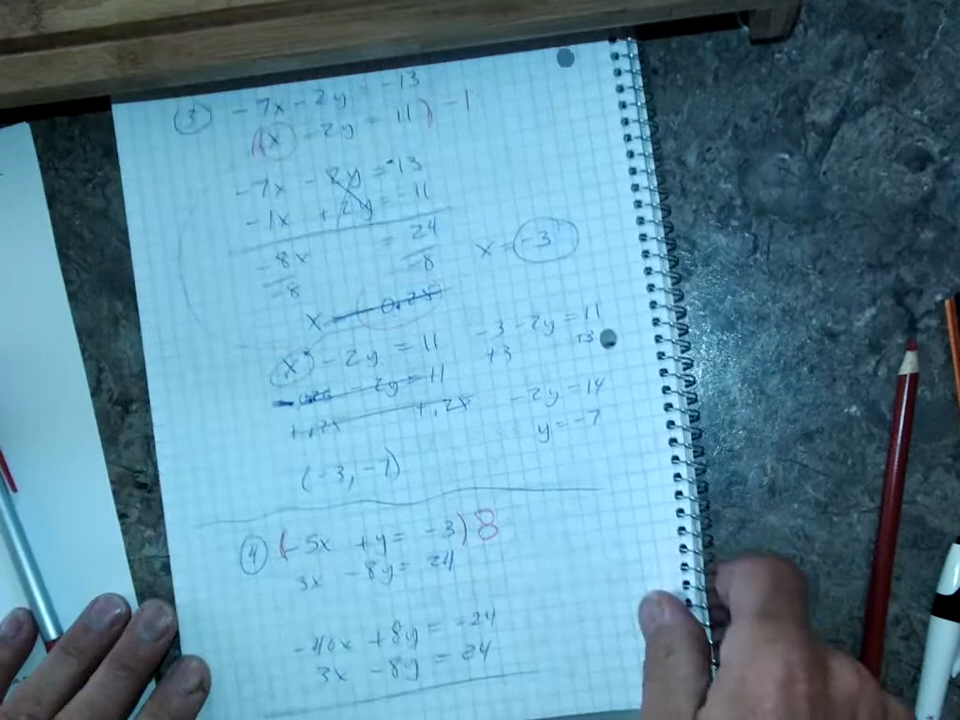 3 -7x - 2y = -13
(x - 2y = 11) -1
-7x - 2y = -13
-1x + 2y = -11
-8x = 24
-8 -8
x = -3
x
x - 2y = 11
-2y = 11
-3 - 2y = 11
+3 +3
-2y = 14
y = -7
(-3, -7)
4 (-5x + y = -3) 8
3x - 8y = 24
-40x + 8y = -24
3x - 8y = 24